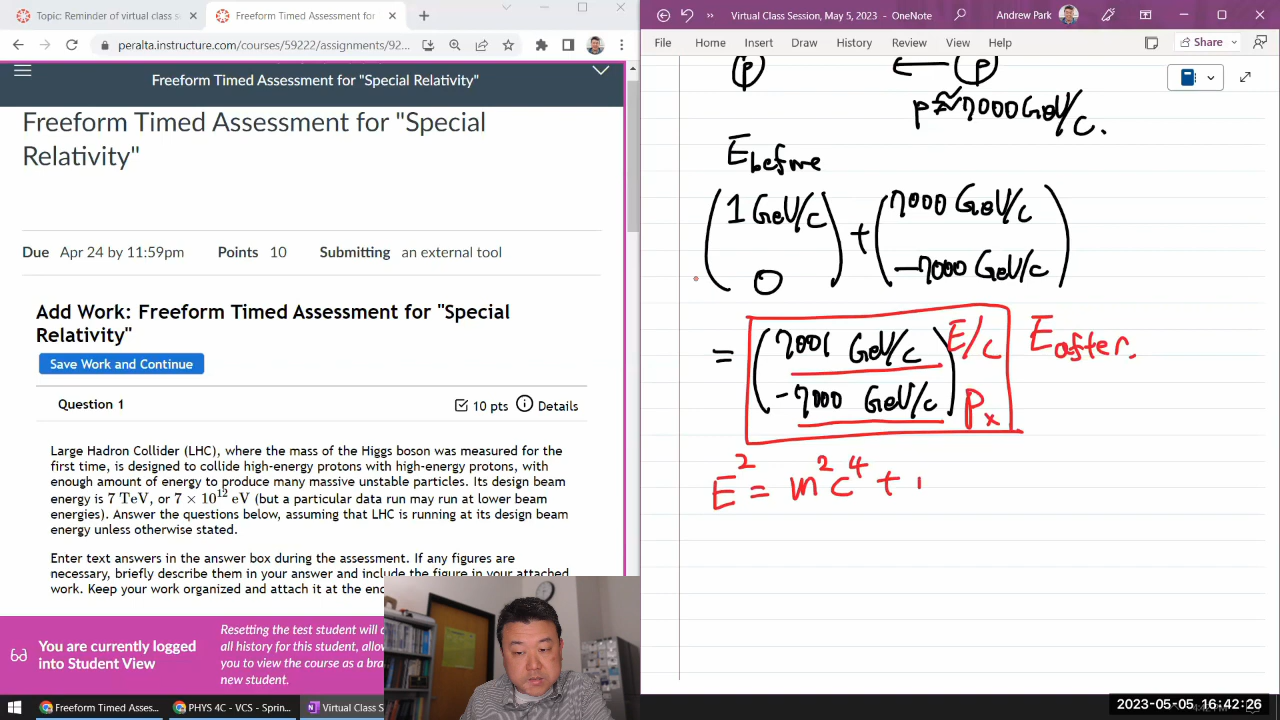 Topic: Reminder of virtual class s
Freeform Timed Assessment for
peralta.instructure.com/courses/59222/assignments/92...
Freeform Timed Assessment for "Special Relativity"
Freeform Timed Assessment for "Special
Relativity"
Due Apr 24 by 11:59pm Points 10 Submitting an external tool
Add Work: Freeform Timed Assessment for "Special
Relativity"
Save Work and Continue
Question 1 10 pts Details
Large Hadron Collider (LHC), where the mass of the Higgs boson was measured for the
first time, is designed to collide high-energy protons with high-energy protons, with
enough amount of energy to produce many massive unstable particles. Its design beam
energy is 7 TeV, or 7 × 10¹² eV (but a particular data run may run at lower beam
energies). Answer the questions below, assuming that LHC is running at its design beam
energy unless otherwise stated.
Enter text answers in the answer box during the assessment. If any figures are
necessary, briefly describe them in your answer and include the figure in your attached
work. Keep your work organized and attach it at the end
You are currently logged
into Student View
Resetting the test student will c
all history for this student, allow
you to view the course as a bra
new student.
Freeform Timed Asses...
PHYS 4C - VCS - Sprin...
Virtual Class Session,
Virtual Class Session, May 5, 2023 - OneNote
Andrew Park
File Home Insert Draw History Review View Help Share
p ← p
p ≈ 7000 GeV/c.
E before
(1 GeV/c) + (7000 GeV/c)
(0) (-7000 GeV/c)
= (7001 GeV/c) E/c E after.
(-7000 GeV/c) pₓ
E² = m²c⁴ +
2023-05-05 16:42:26